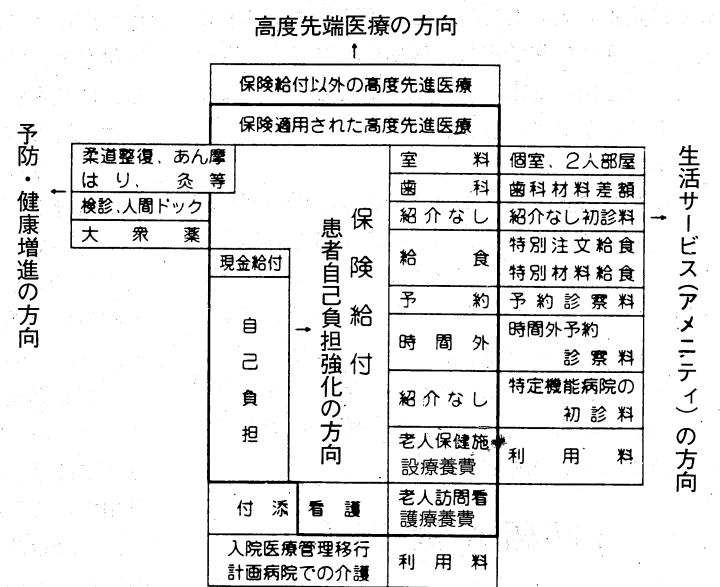 高度先端医療の方向
↑
保険給付以外の高度先進医療
保険適用された高度先進医療
予防・健康増進の方向
←
柔道整復、あん摩
はり、灸等
検診、人間ドック
大衆薬
現金給付
自己負担
→
患者自己負担強化の方向
保険給付
室料
個室、2人部屋
歯科
歯科材料差額
紹介なし
紹介なし初診料
給食
特別注文給食
特別材料給食
予約
予約診察料
時間外
時間外予約
診察料
紹介なし
特定機能病院の
初診料
老人保健施
設療養費
利用料
付添看護
老人訪問看
護療養費
入院医療管理移行
計画病院での介護
利用料
→
生活サービス(アメニティ)の方向